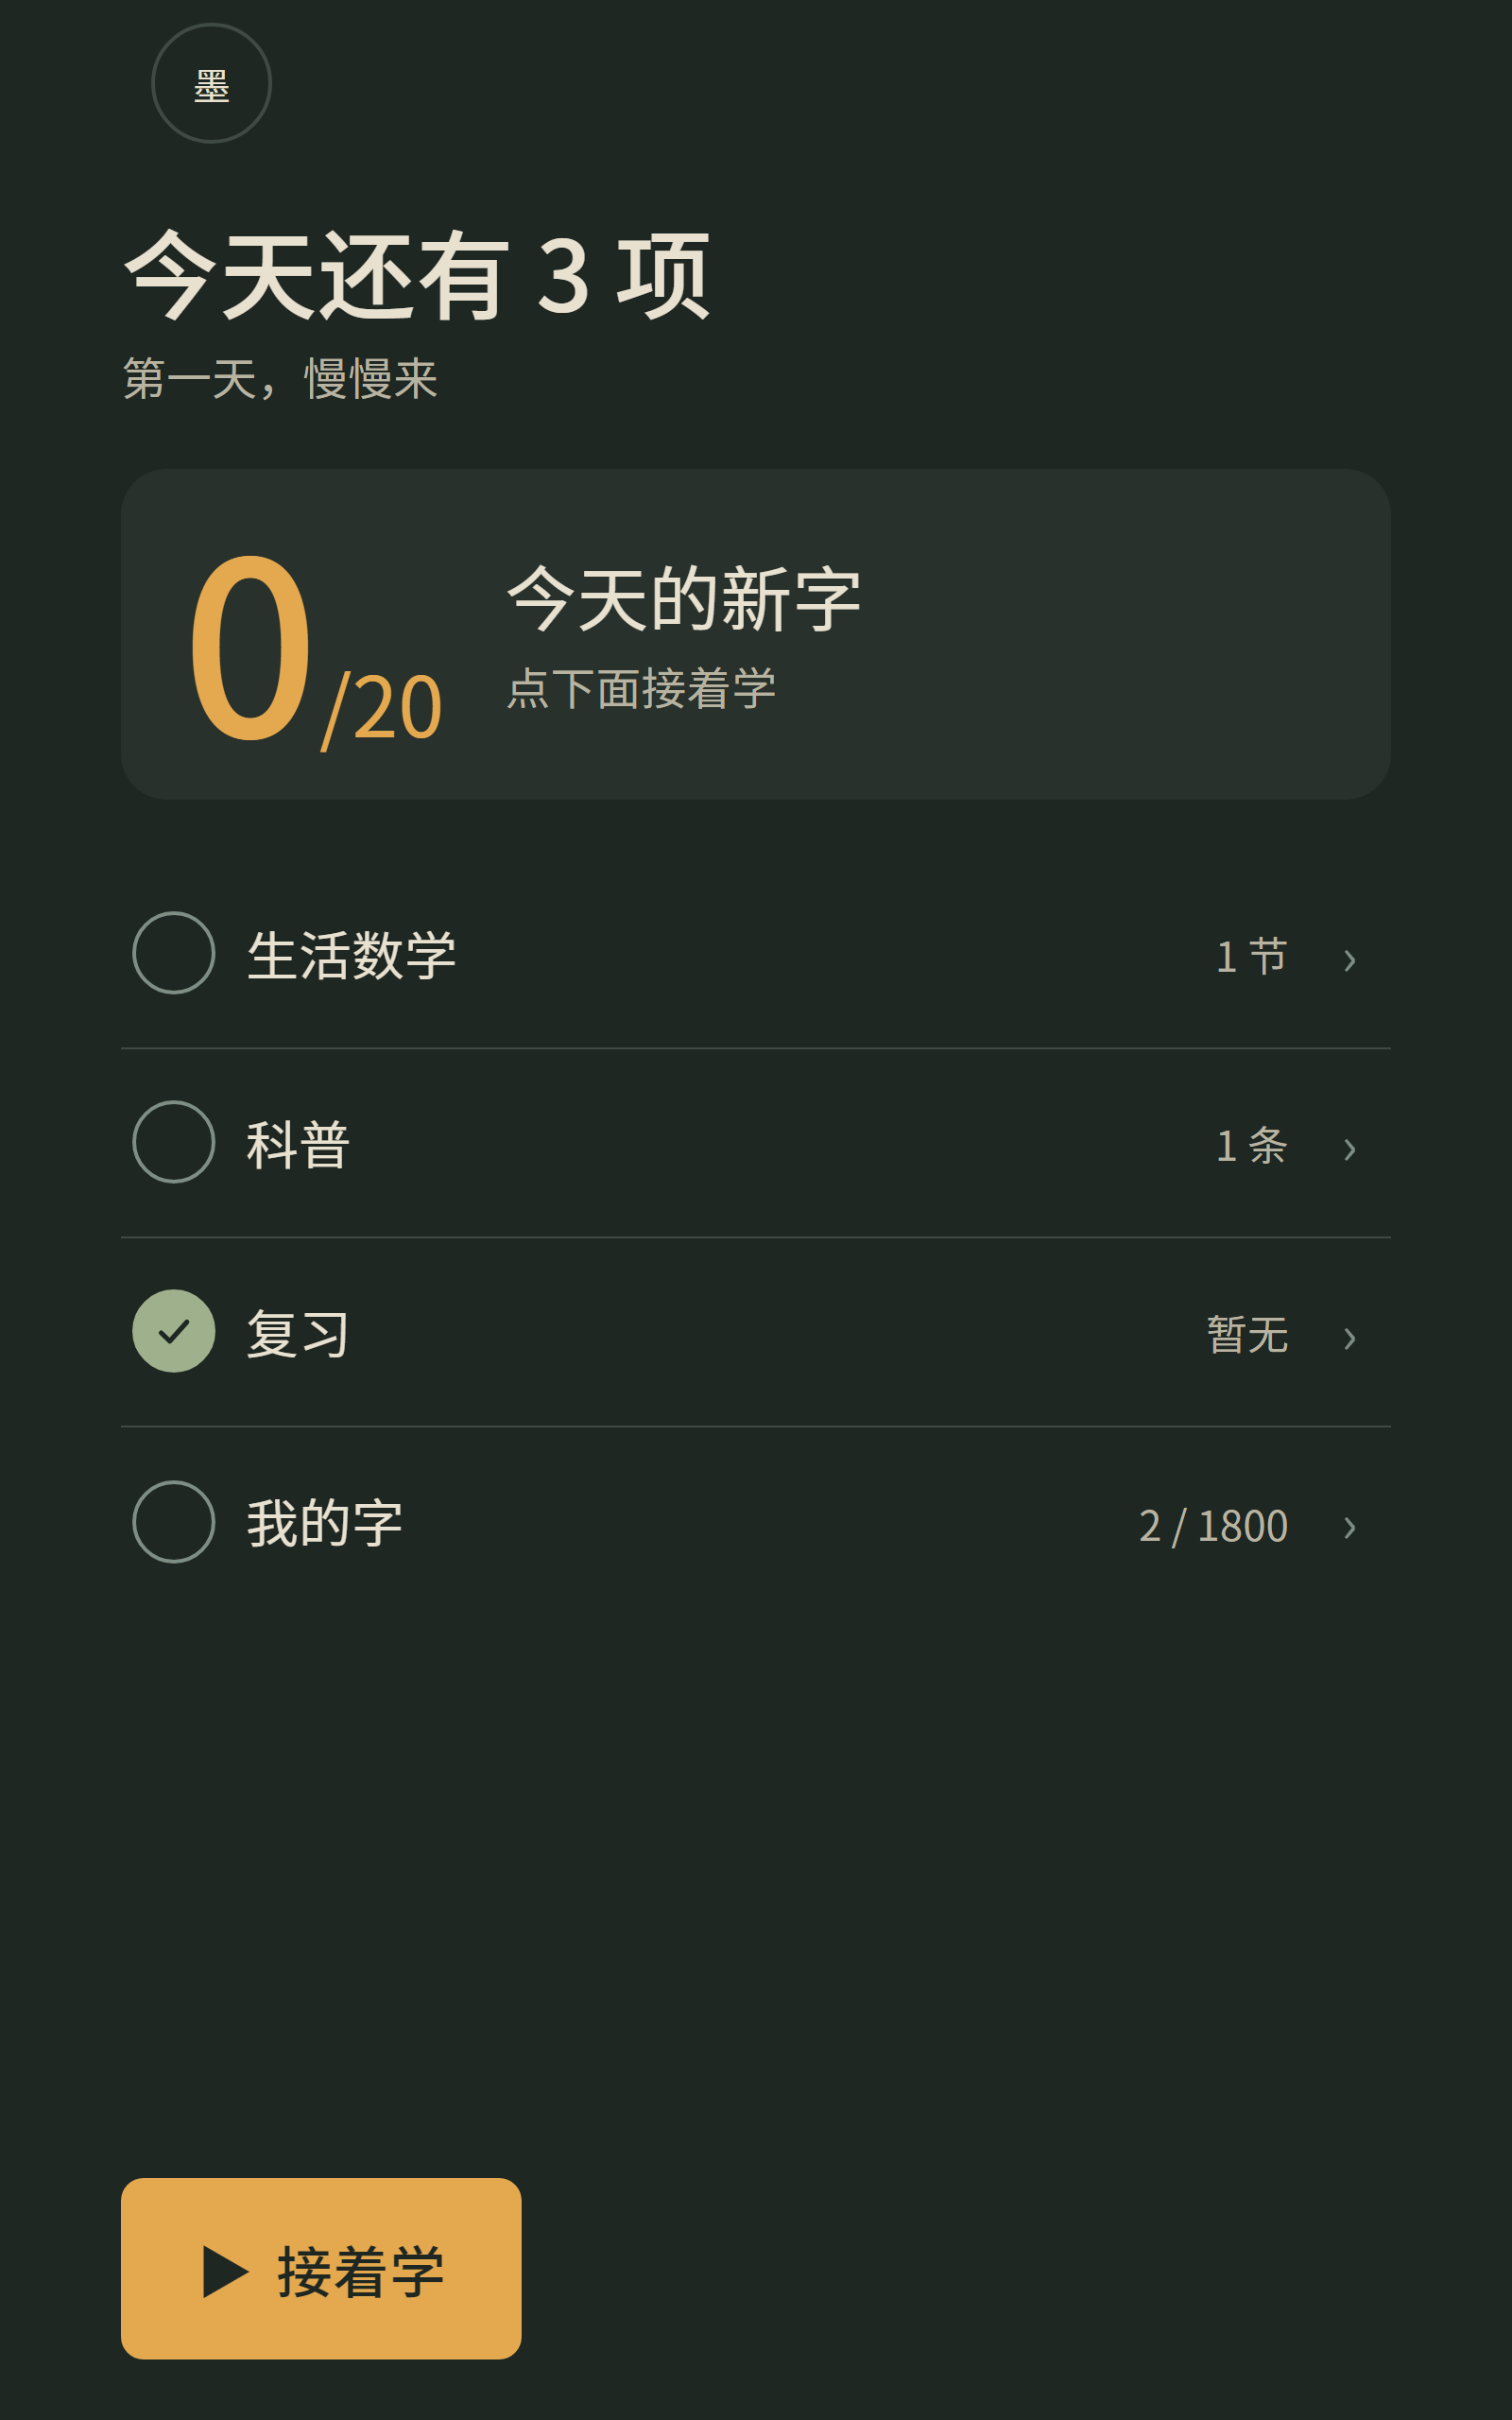 墨
今天还有 3 项
第一天，慢慢来
0/20
今天的新字
点下面接着学
生活数学 1 节 ›
科普 1 条 ›
复习 暂无 ›
我的字 2 / 1800 ›
接着学